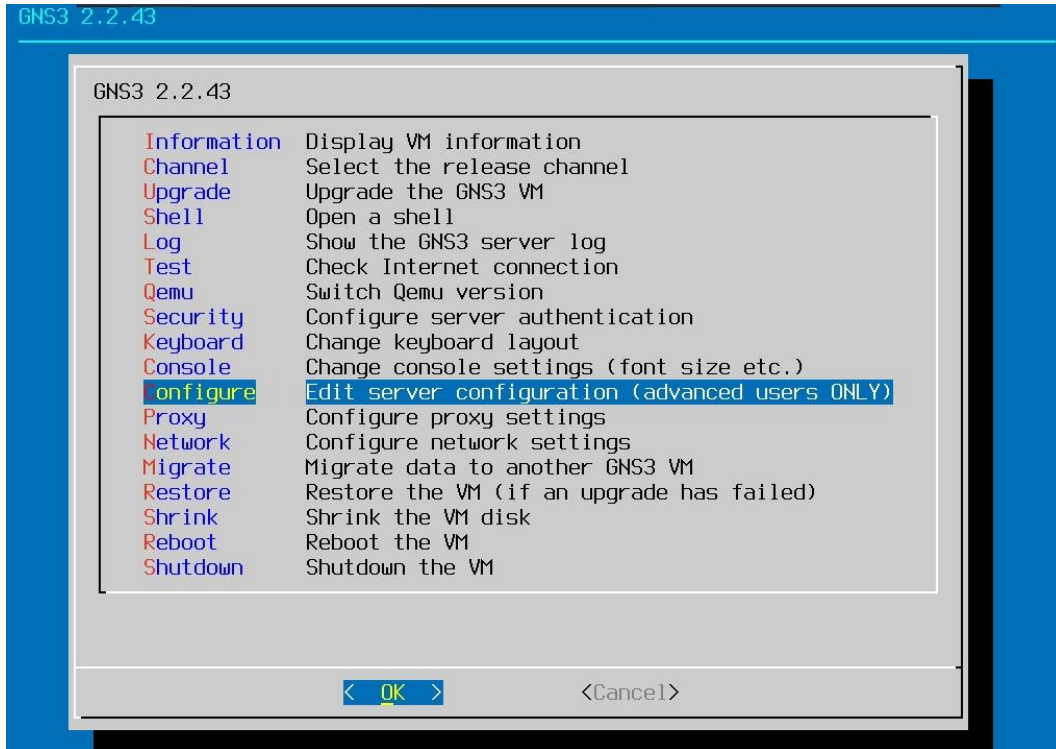 GNS3 2.2.43
GNS3 2.2.43
Information Display VM information
Channel Select the release channel
Upgrade Upgrade the GNS3 VM
Shell Open a shell
Log Show the GNS3 server log
Test Check Internet connection
Qemu Switch Qemu version
Security Configure server authentication
Keyboard Change keyboard layout
Console Change console settings (font size etc.)
Configure Edit server configuration (advanced users ONLY)
Proxy Configure proxy settings
Network Configure network settings
Migrate Migrate data to another GNS3 VM
Restore Restore the VM (if an upgrade has failed)
Shrink Shrink the VM disk
Reboot Reboot the VM
Shutdown Shutdown the VM
< OK > <Cancel>